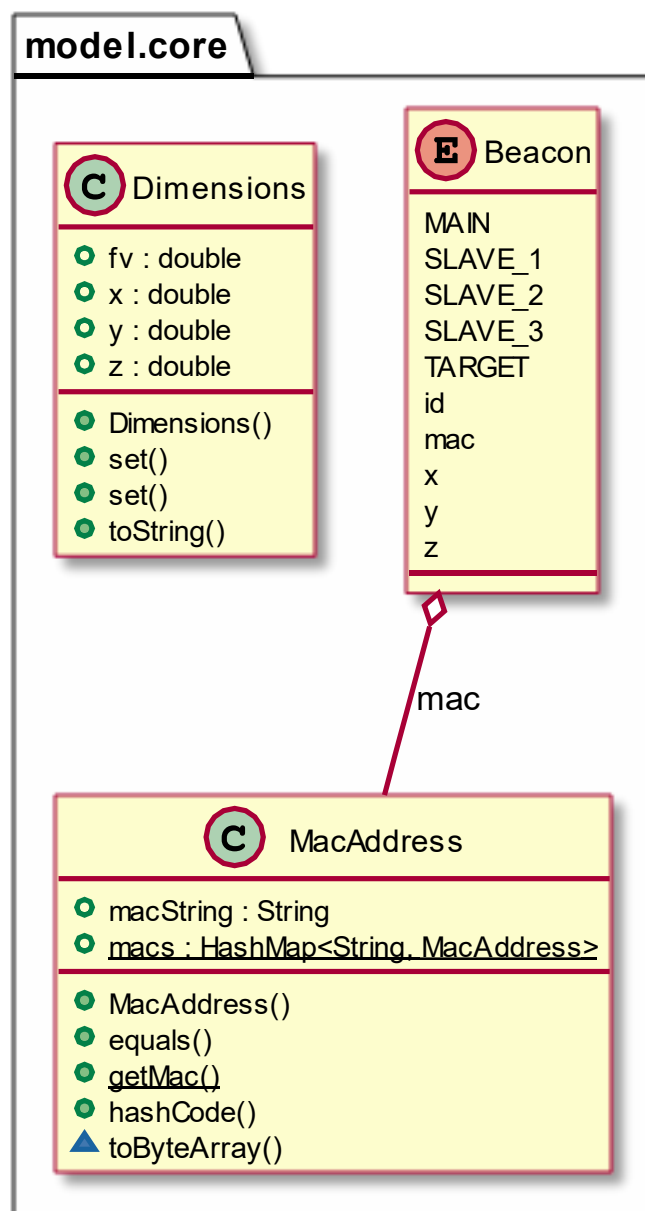 model.core
C Dimensions
fv : double
x : double
y : double
z : double
Dimensions()
set()
set()
toString()
E Beacon
MAIN
SLAVE_1
SLAVE_2
SLAVE_3
TARGET
id
mac
x
y
z
mac
C MacAddress
macString : String
macs : HashMap<String, MacAddress>
MacAddress()
equals()
getMac()
hashCode()
toByteArray()